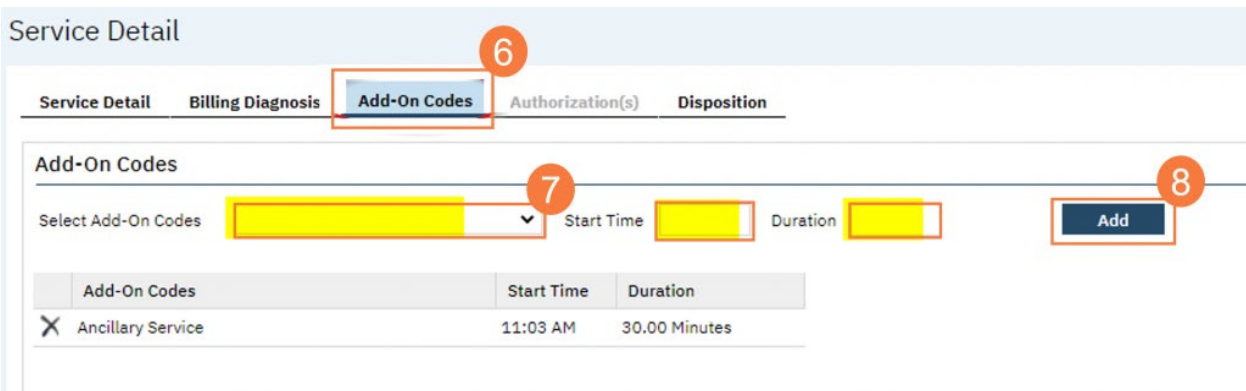 Service Detail
6
Service Detail Billing Diagnosis Add-On Codes Authorization(s) Disposition
Add-On Codes
7
8
Select Add-On Codes Start Time Duration Add
Add-On Codes Start Time Duration
Ancillary Service 11:03 AM 30.00 Minutes